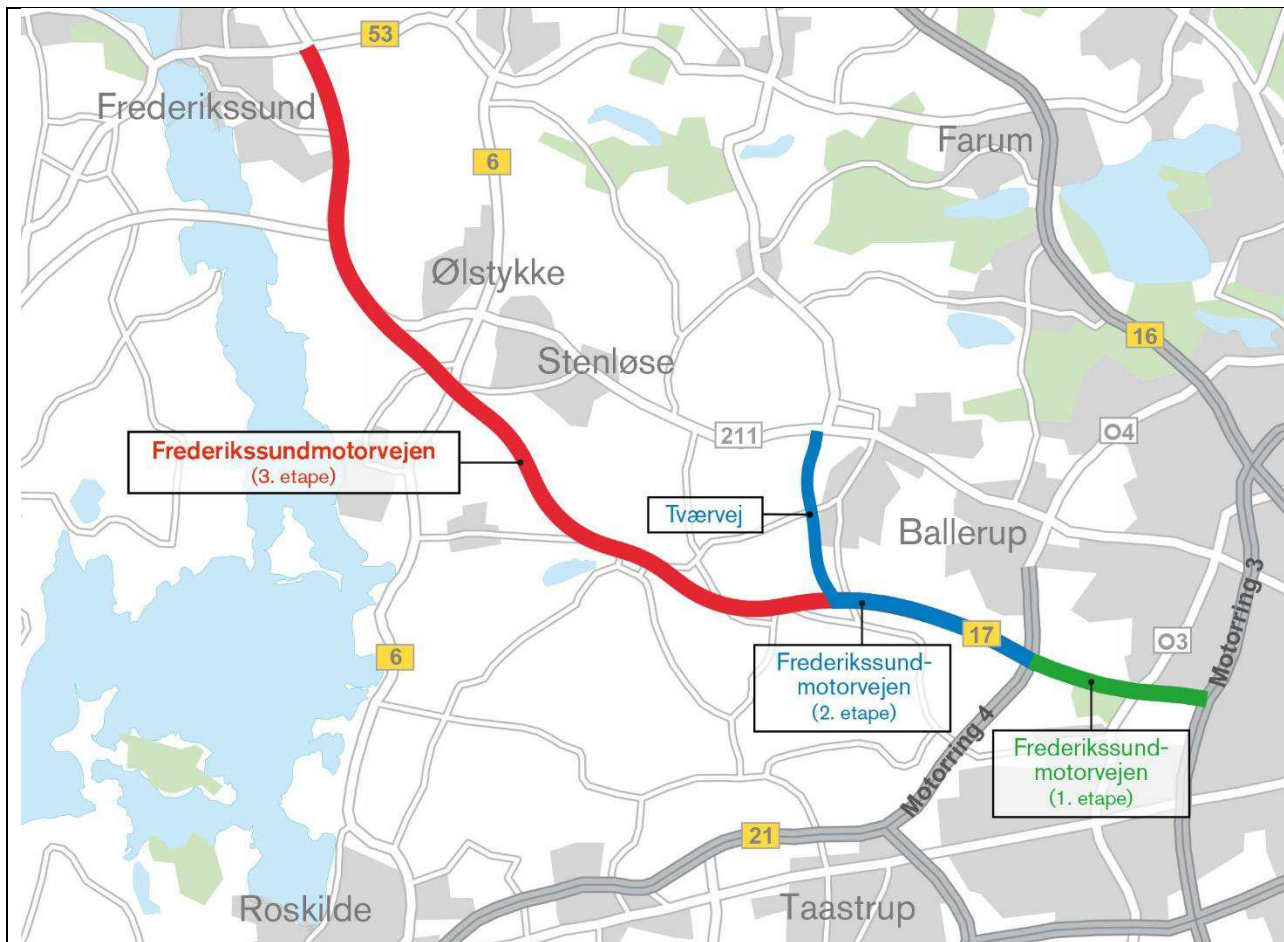 53
Frederikssund
Farum
6
Ølstykke
16
Stenløse
211
O4
Frederikssundmotorvejen
(3. etape)
Tværvej
Ballerup
Motorring 3
17
O3
6
Frederikssund-
motorvejen
(2. etape)
Motorring 4
Frederikssund-
motorvejen
(1. etape)
21
Roskilde
Taastrup